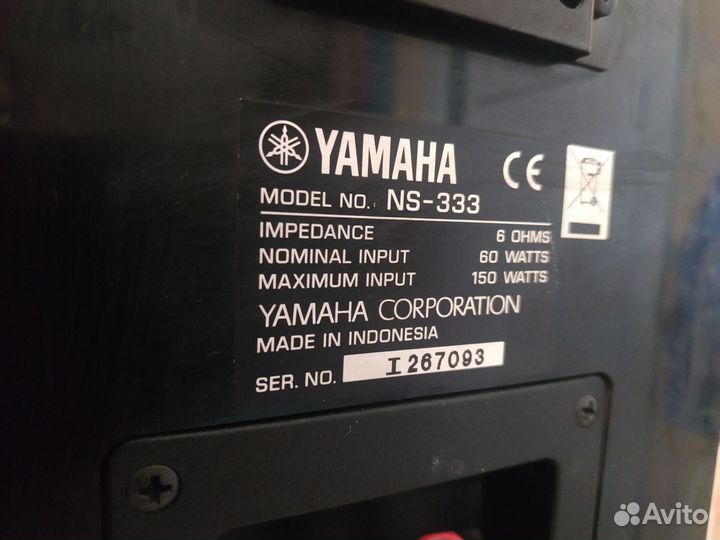 YAMAHA CE
MODEL NO. NS-333
IMPEDANCE 6 OHMS
NOMINAL INPUT 60 WATTS
MAXIMUM INPUT 150 WATTS
YAMAHA CORPORATION
MADE IN INDONESIA
SER. NO. I267093
Avito